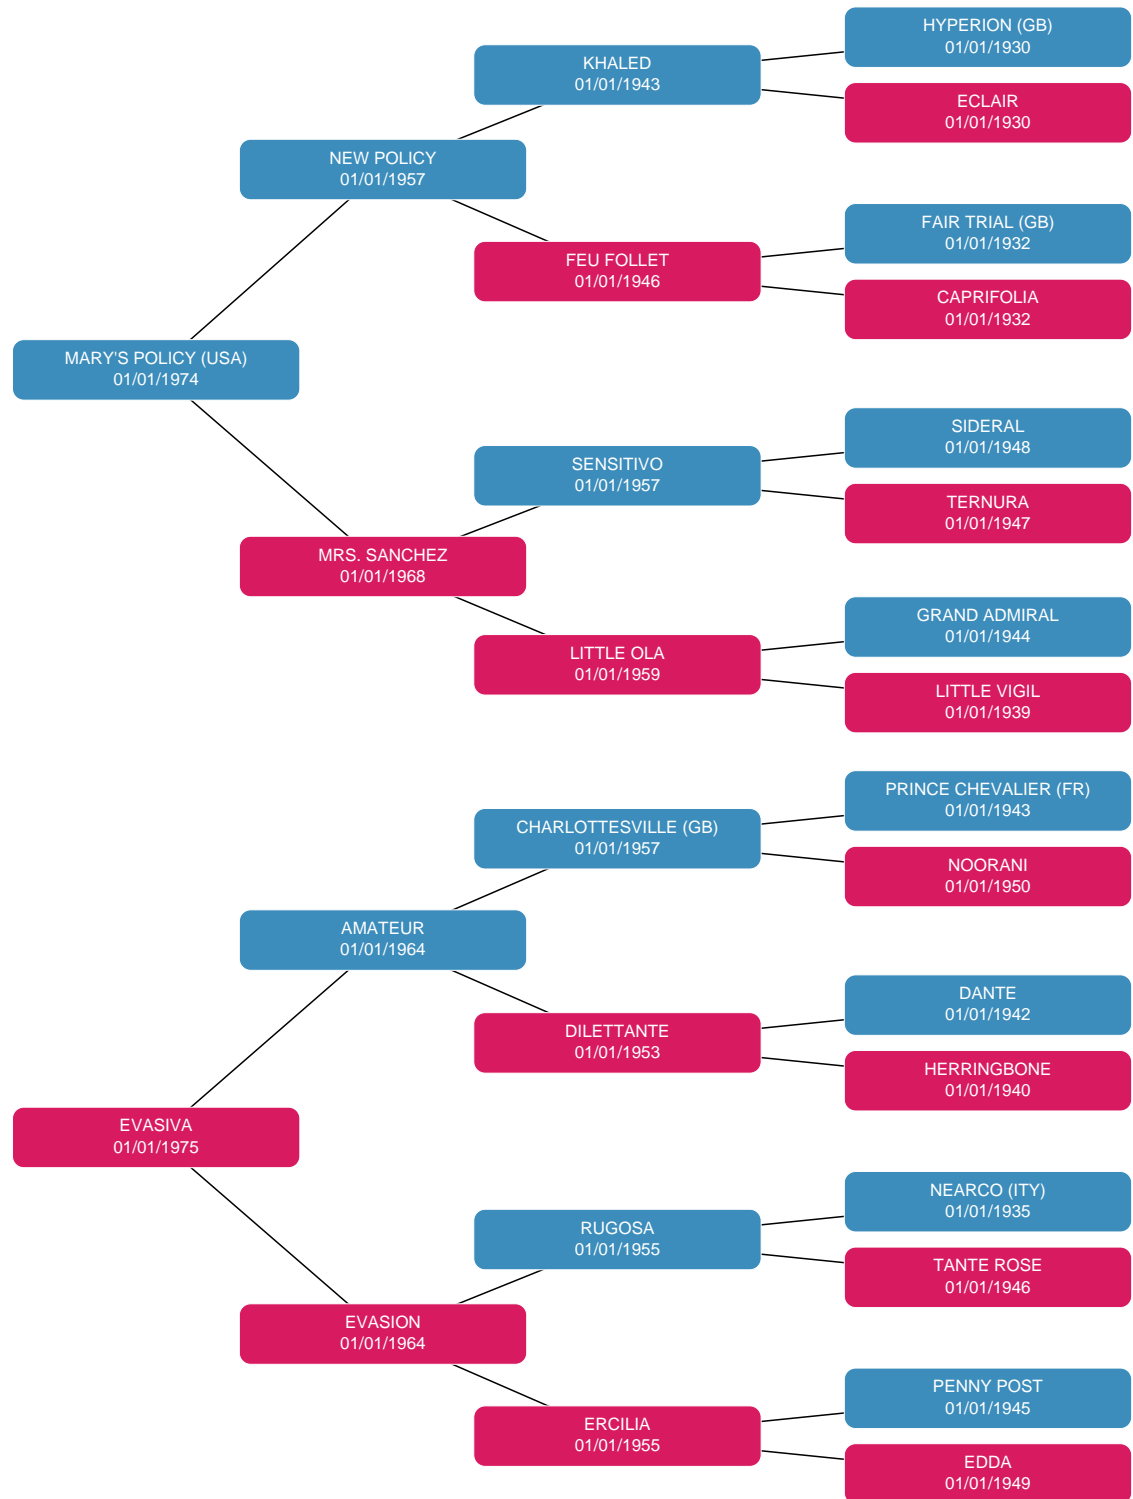 HYPERION (GB)
01/01/1930
KHALED
01/01/1943
ECLAIR
01/01/1930
NEW POLICY
01/01/1957
FAIR TRIAL (GB)
01/01/1932
FEU FOLLET
01/01/1946
CAPRIFOLIA
01/01/1932
MARY'S POLICY (USA)
01/01/1974
SIDERAL
01/01/1948
SENSITIVO
01/01/1957
TERNURA
01/01/1947
MRS. SANCHEZ
01/01/1968
GRAND ADMIRAL
01/01/1944
LITTLE OLA
01/01/1959
LITTLE VIGIL
01/01/1939
PRINCE CHEVALIER (FR)
01/01/1943
CHARLOTTESVILLE (GB)
01/01/1957
NOORANI
01/01/1950
AMATEUR
01/01/1964
DANTE
01/01/1942
DILETTANTE
01/01/1953
HERRINGBONE
01/01/1940
EVASIVA
01/01/1975
NEARCO (ITY)
01/01/1935
RUGOSA
01/01/1955
TANTE ROSE
01/01/1946
EVASION
01/01/1964
PENNY POST
01/01/1945
ERCILIA
01/01/1955
EDDA
01/01/1949